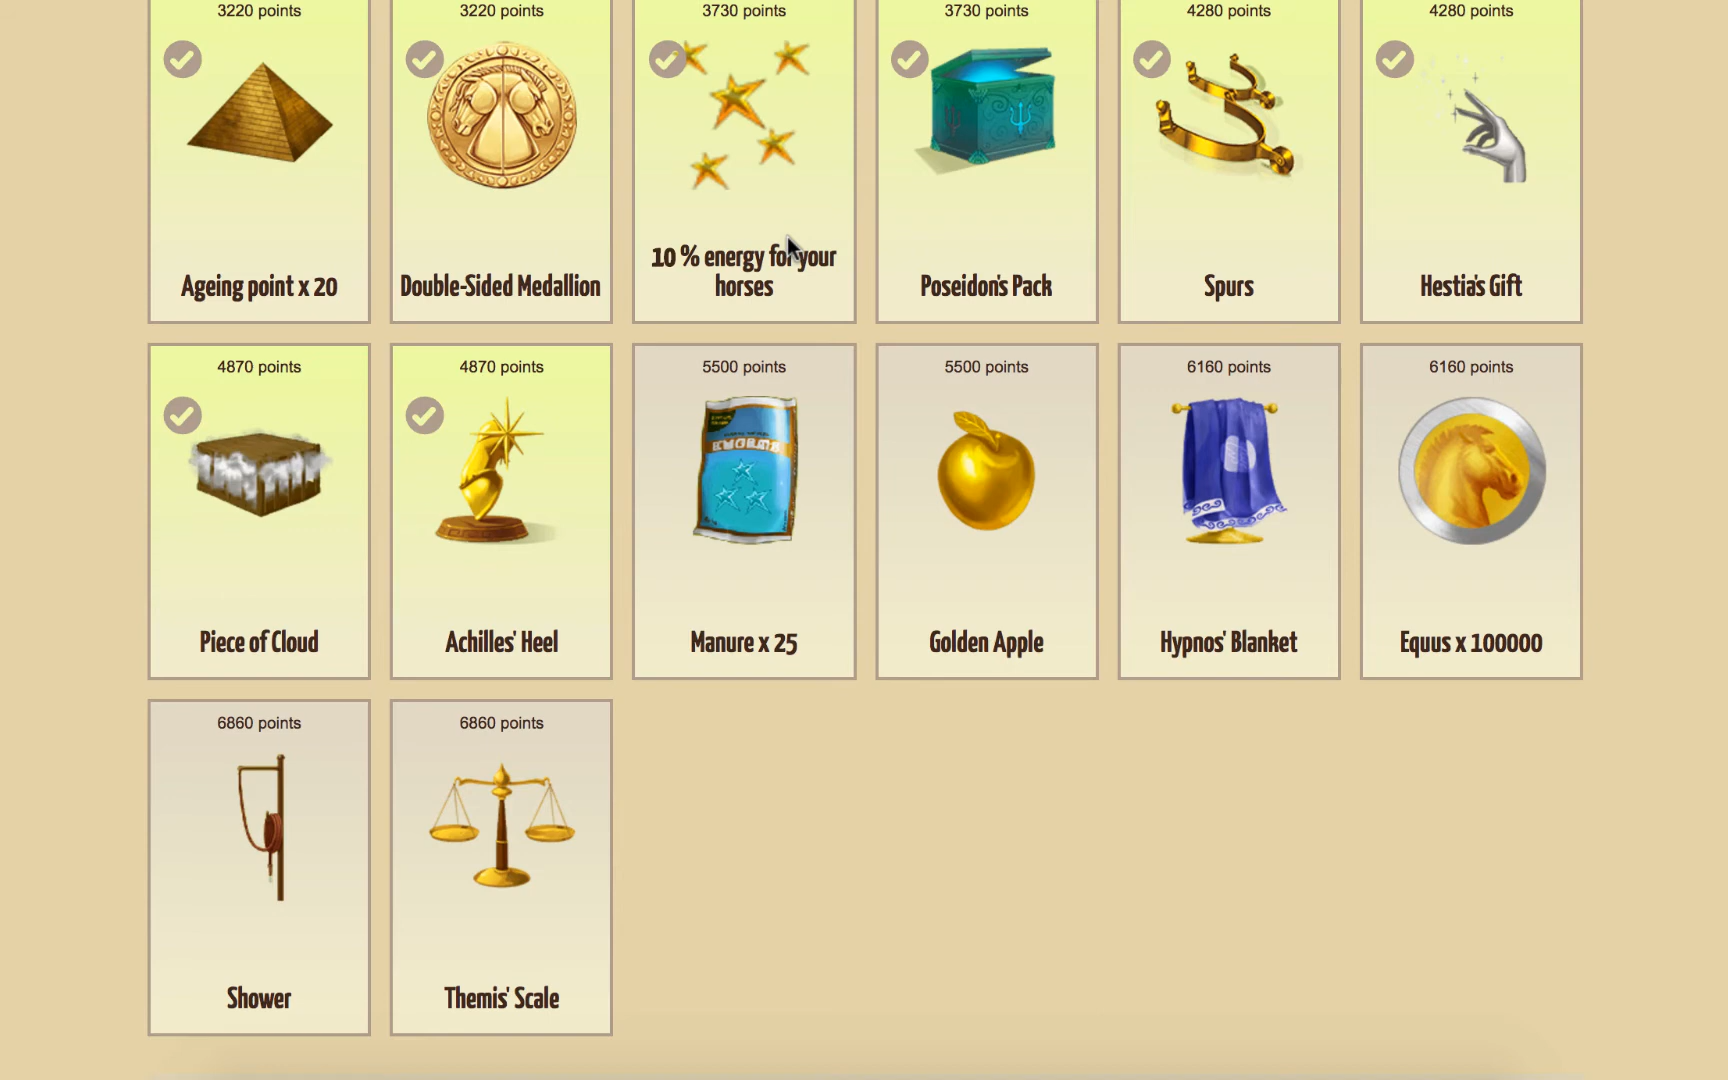 3220 points
3220 points
3730 points
3730 points
4280 points
4280 points
Ageing point x 20
Double-Sided Medallion
10 % energy for your
horses
Poseidon's Pack
Spurs
Hestia's Gift
4870 points
4870 points
5500 points
5500 points
6160 points
6160 points
Piece of Cloud
Achilles' Heel
Manure x 25
Golden Apple
Hypnos' Blanket
Equus x 100000
6860 points
6860 points
Shower
Themis' Scale